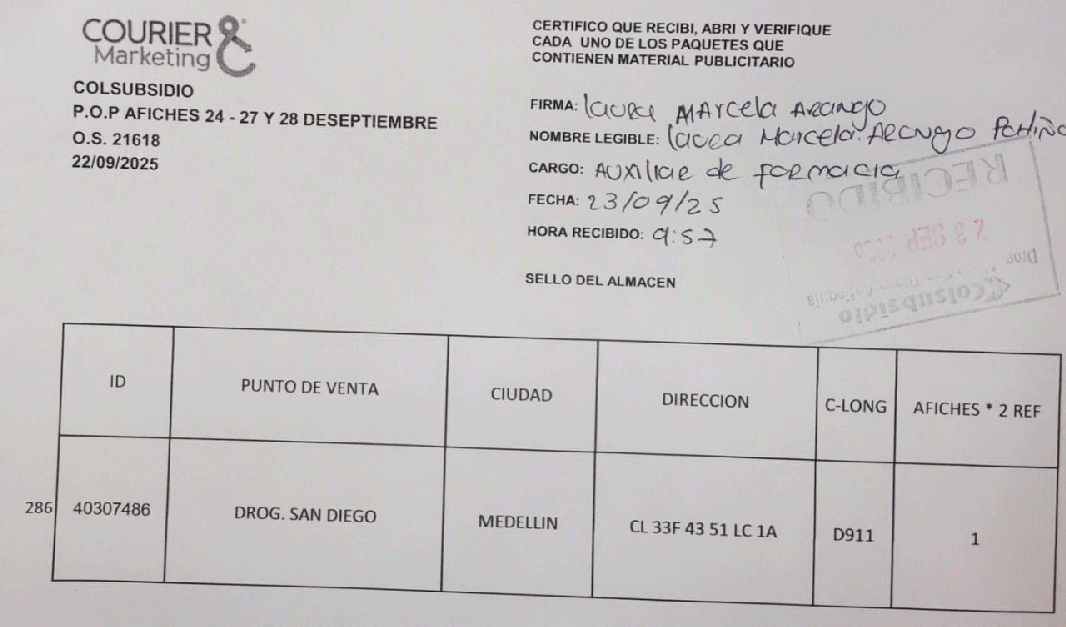 COURIER &
Marketing
COLSUBSIDIO
P.O.P AFICHES 24 - 27 Y 28 DESEPTIEMBRE
O.S. 21618
22/09/2025
CERTIFICO QUE RECIBI, ABRI Y VERIFIQUE
CADA UNO DE LOS PAQUETES QUE
CONTIENEN MATERIAL PUBLICITARIO
FIRMA: laura MArcela Arango
NOMBRE LEGIBLE: laura Marcela Arango Patiño
CARGO: Auxiliar de farmacia
FECHA: 23/09/25
HORA RECIBIDO: 9:57
RECIBIDO
23 SEP
Drog
Colsubsidio
SELLO DEL ALMACEN
ID PUNTO DE VENTA CIUDAD DIRECCION C-LONG AFICHES * 2 REF
286 40307486 DROG. SAN DIEGO MEDELLIN CL 33F 43 51 LC 1A D911 1